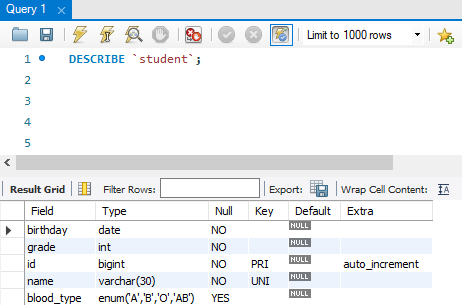 Query 1
Limit to 1000 rows
1 DESCRIBE `student`;
2
3
4
5
Result Grid Filter Rows: Export: Wrap Cell Content:
Field Type Null Key Default Extra
birthday date NO NULL
grade int NO NULL
id bigint NO PRI NULL auto_increment
name varchar(30) NO UNI NULL
blood_type enum('A','B','O','AB') YES NULL